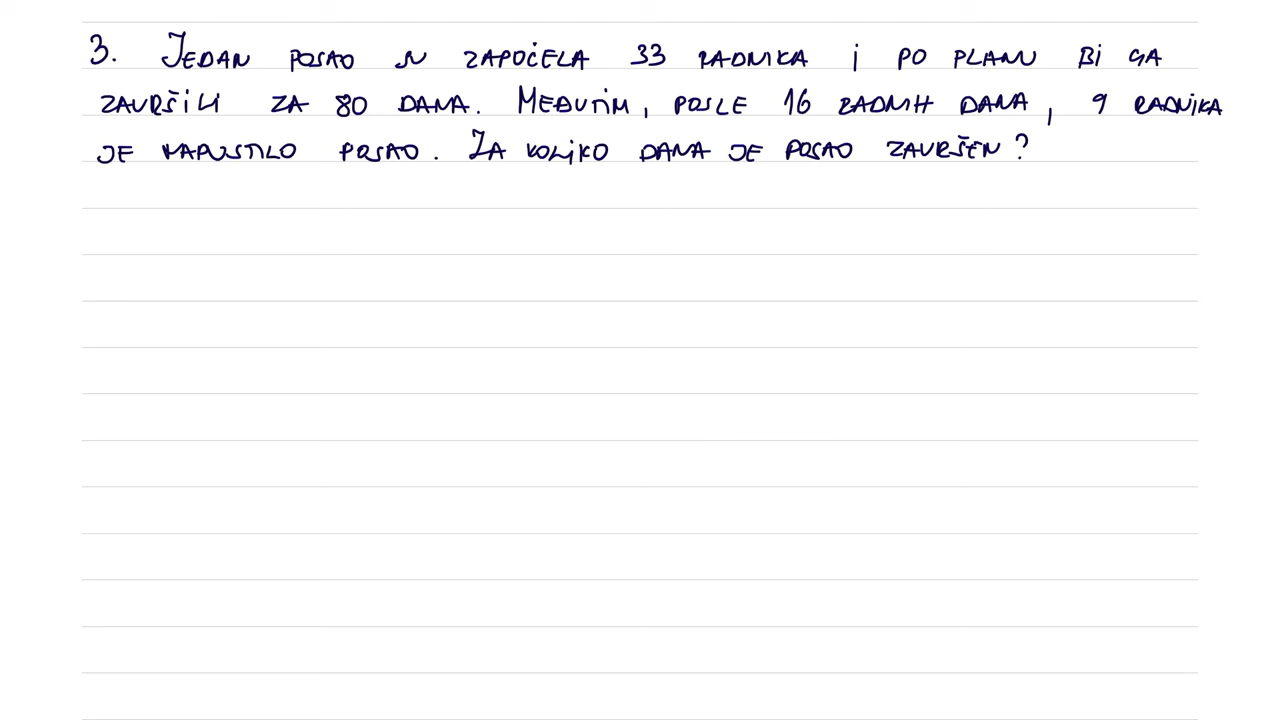 3. JEDAN POSAO SU ZAPOČELA 33 RADNIKA I PO PLANU BI GA
ZAVRŠILI ZA 80 DANA. MEĐUTIM, POSLE 16 RADNIH DANA, 9 RADNIKA
JE NAPUSTILO POSAO. ZA KOLIKO DANA JE POSAO ZAVRŠEN?